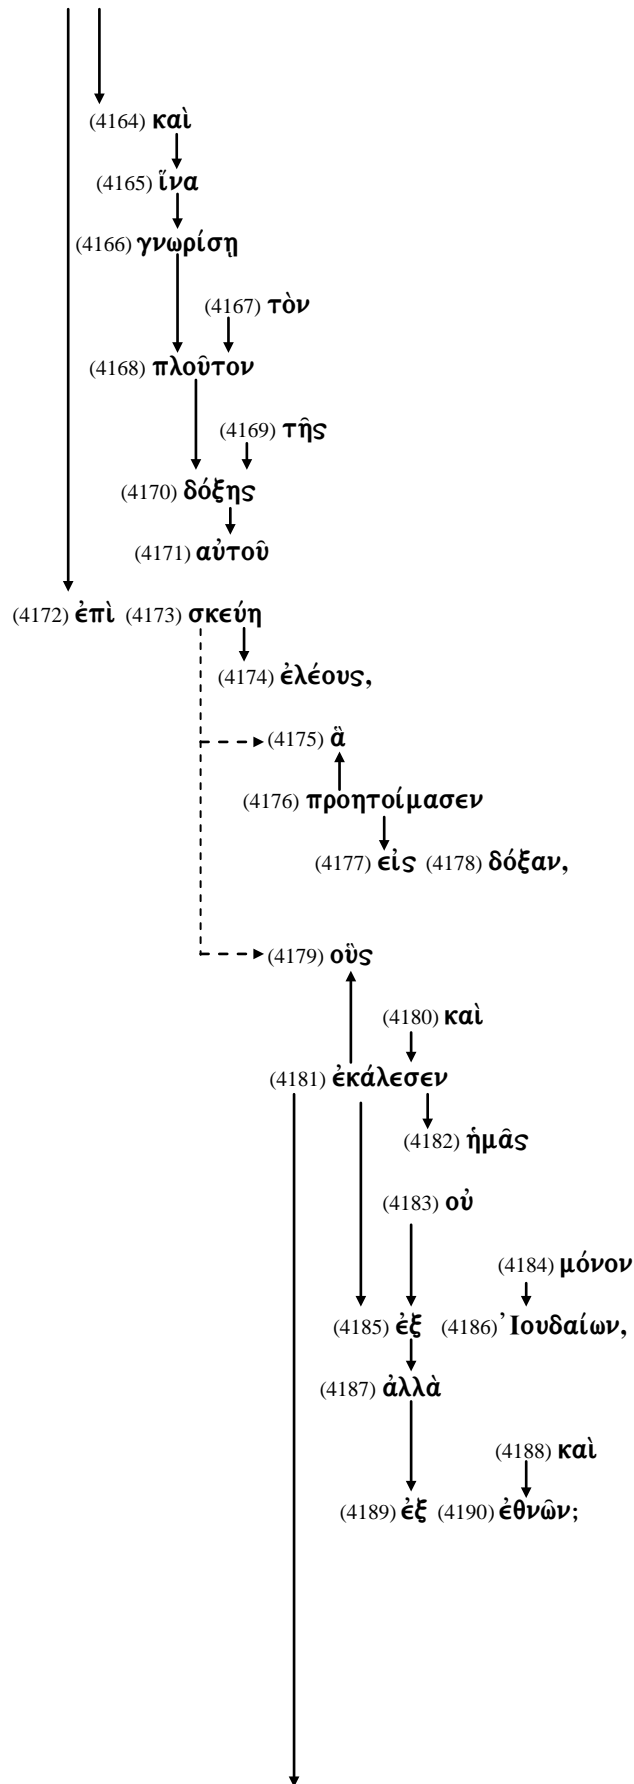 (4164) καὶ
(4165) ἵνα
(4166) γνωρίσῃ
(4167) τὸν
(4168) πλοῦτον
(4169) τῆς
(4170) δόξης
(4171) αὐτοῦ
(4172) ἐπὶ (4173) σκεύη
(4174) ἐλέους,
(4175) ἃ
(4176) προητοίμασεν
(4177) εἰς (4178) δόξαν,
(4179) οὓς
(4180) καὶ
(4181) ἐκάλεσεν
(4182) ἡμᾶς
(4183) οὐ
(4184) μόνον
(4185) ἐξ (4186) Ἰουδαίων,
(4187) ἀλλὰ
(4188) καὶ
(4189) ἐξ (4190) ἐθνῶν;